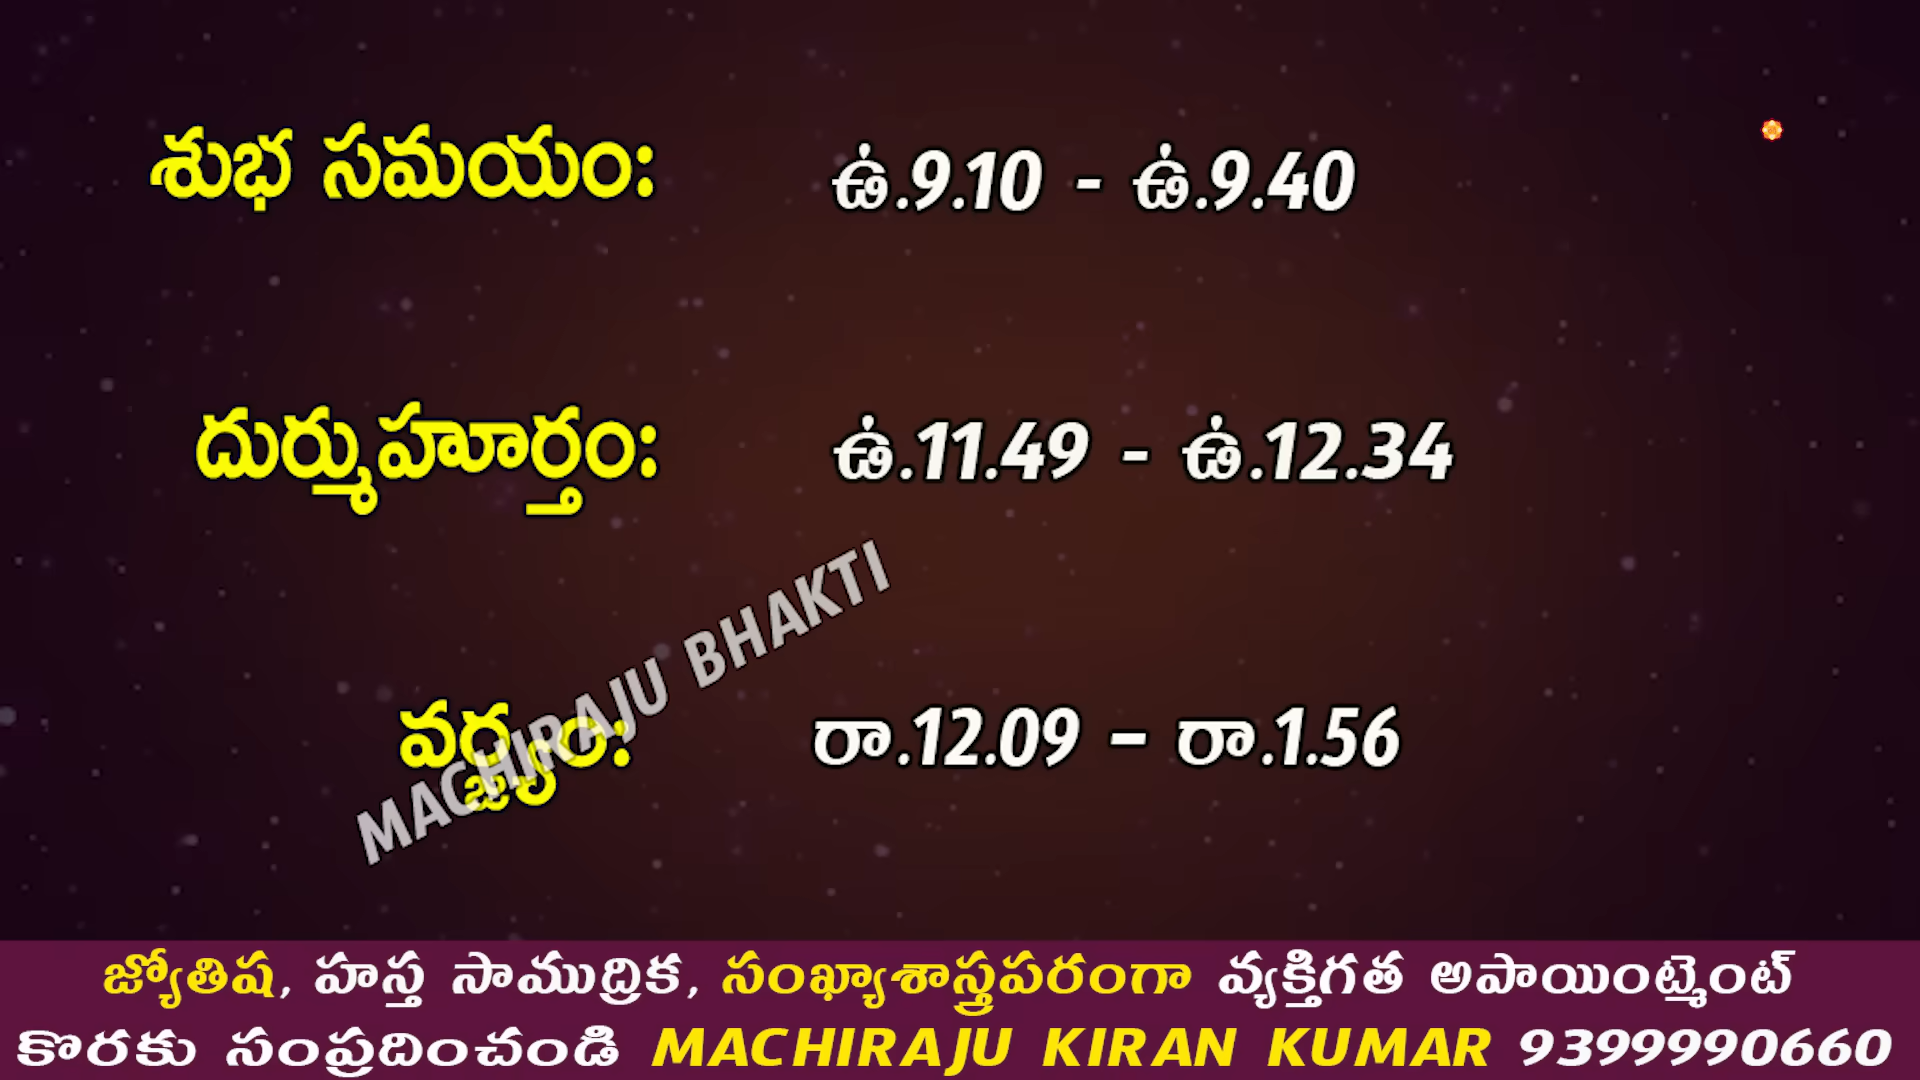 శుభ సమయం: ఉ.9.10 - ఉ.9.40
దుర్ముహూర్తం: ఉ.11.49 - ఉ.12.34
వర్జ్యం: రా.12.09 – రా.1.56
MACHIRAJU BHAKTI
జ్యోతిష, హస్త సాముద్రిక, సంఖ్యాశాస్త్రపరంగా వ్యక్తిగత అపాయింట్మెంట్
కొరకు సంప్రదించండి MACHIRAJU KIRAN KUMAR 9399990660